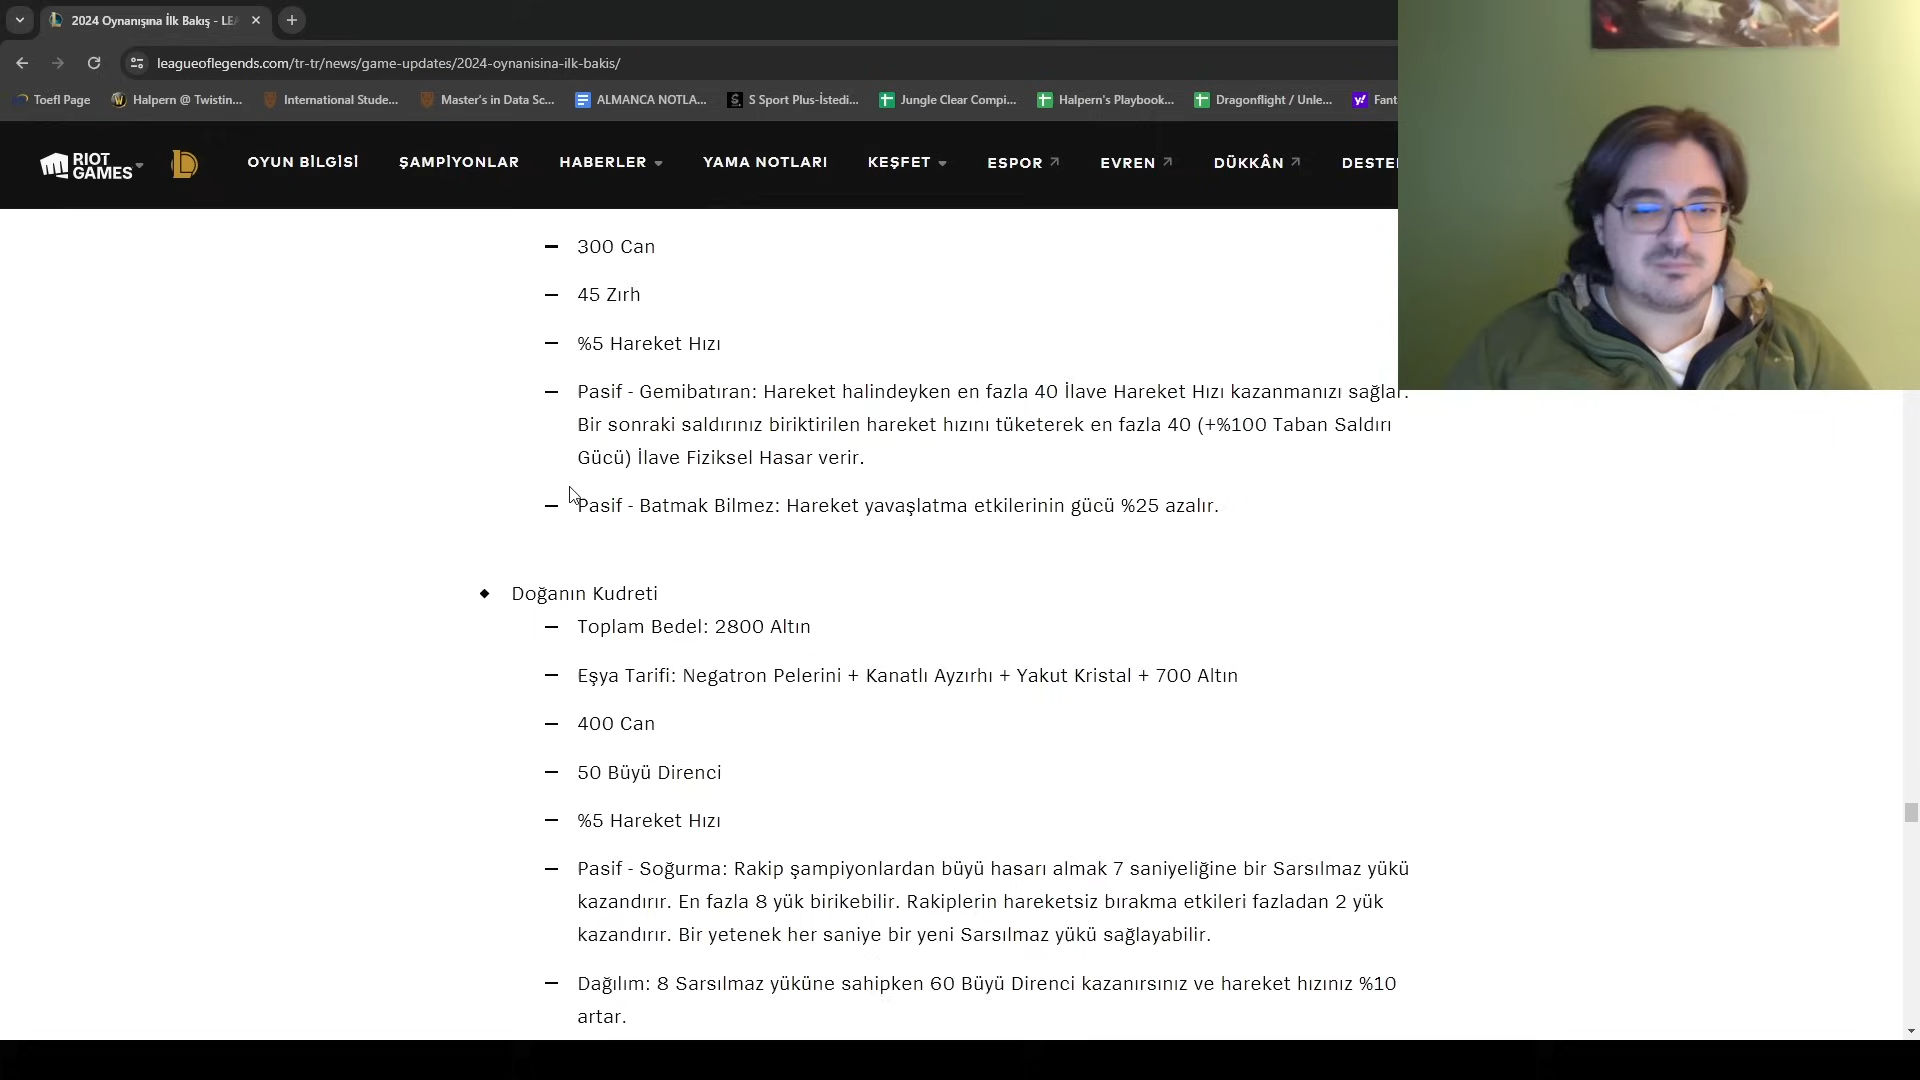 2024 Oynanışına İlk Bakış - LEA
leagueoflegends.com/tr-tr/news/game-updates/2024-oynanisina-ilk-bakis/
Toefl Page
Halpern @ Twistin...
International Stude...
Master's in Data Sc...
ALMANCA NOTLA...
S Sport Plus-İstedi...
Jungle Clear Compi...
Halpern's Playbook...
Dragonflight / Unle...
Fant
RIOT GAMES
OYUN BİLGİSİ
ŞAMPİYONLAR
HABERLER
YAMA NOTLARI
KEŞFET
ESPOR
EVREN
DÜKKÂN
DESTE
— 300 Can
— 45 Zırh
— %5 Hareket Hızı
— Pasif - Gemibatıran: Hareket halindeyken en fazla 40 İlave Hareket Hızı kazanmanızı sağlar.
Bir sonraki saldırınız biriktirilen hareket hızını tüketerek en fazla 40 (+%100 Taban Saldırı
Gücü) İlave Fiziksel Hasar verir.
— Pasif - Batmak Bilmez: Hareket yavaşlatma etkilerinin gücü %25 azalır.
◆ Doğanın Kudreti
— Toplam Bedel: 2800 Altın
— Eşya Tarifi: Negatron Pelerini + Kanatlı Ayzırhı + Yakut Kristal + 700 Altın
— 400 Can
— 50 Büyü Direnci
— %5 Hareket Hızı
— Pasif - Soğurma: Rakip şampiyonlardan büyü hasarı almak 7 saniyeliğine bir Sarsılmaz yükü
kazandırır. En fazla 8 yük birikebilir. Rakiplerin hareketsiz bırakma etkileri fazladan 2 yük
kazandırır. Bir yetenek her saniye bir yeni Sarsılmaz yükü sağlayabilir.
— Dağılım: 8 Sarsılmaz yüküne sahipken 60 Büyü Direnci kazanırsınız ve hareket hızınız %10
artar.